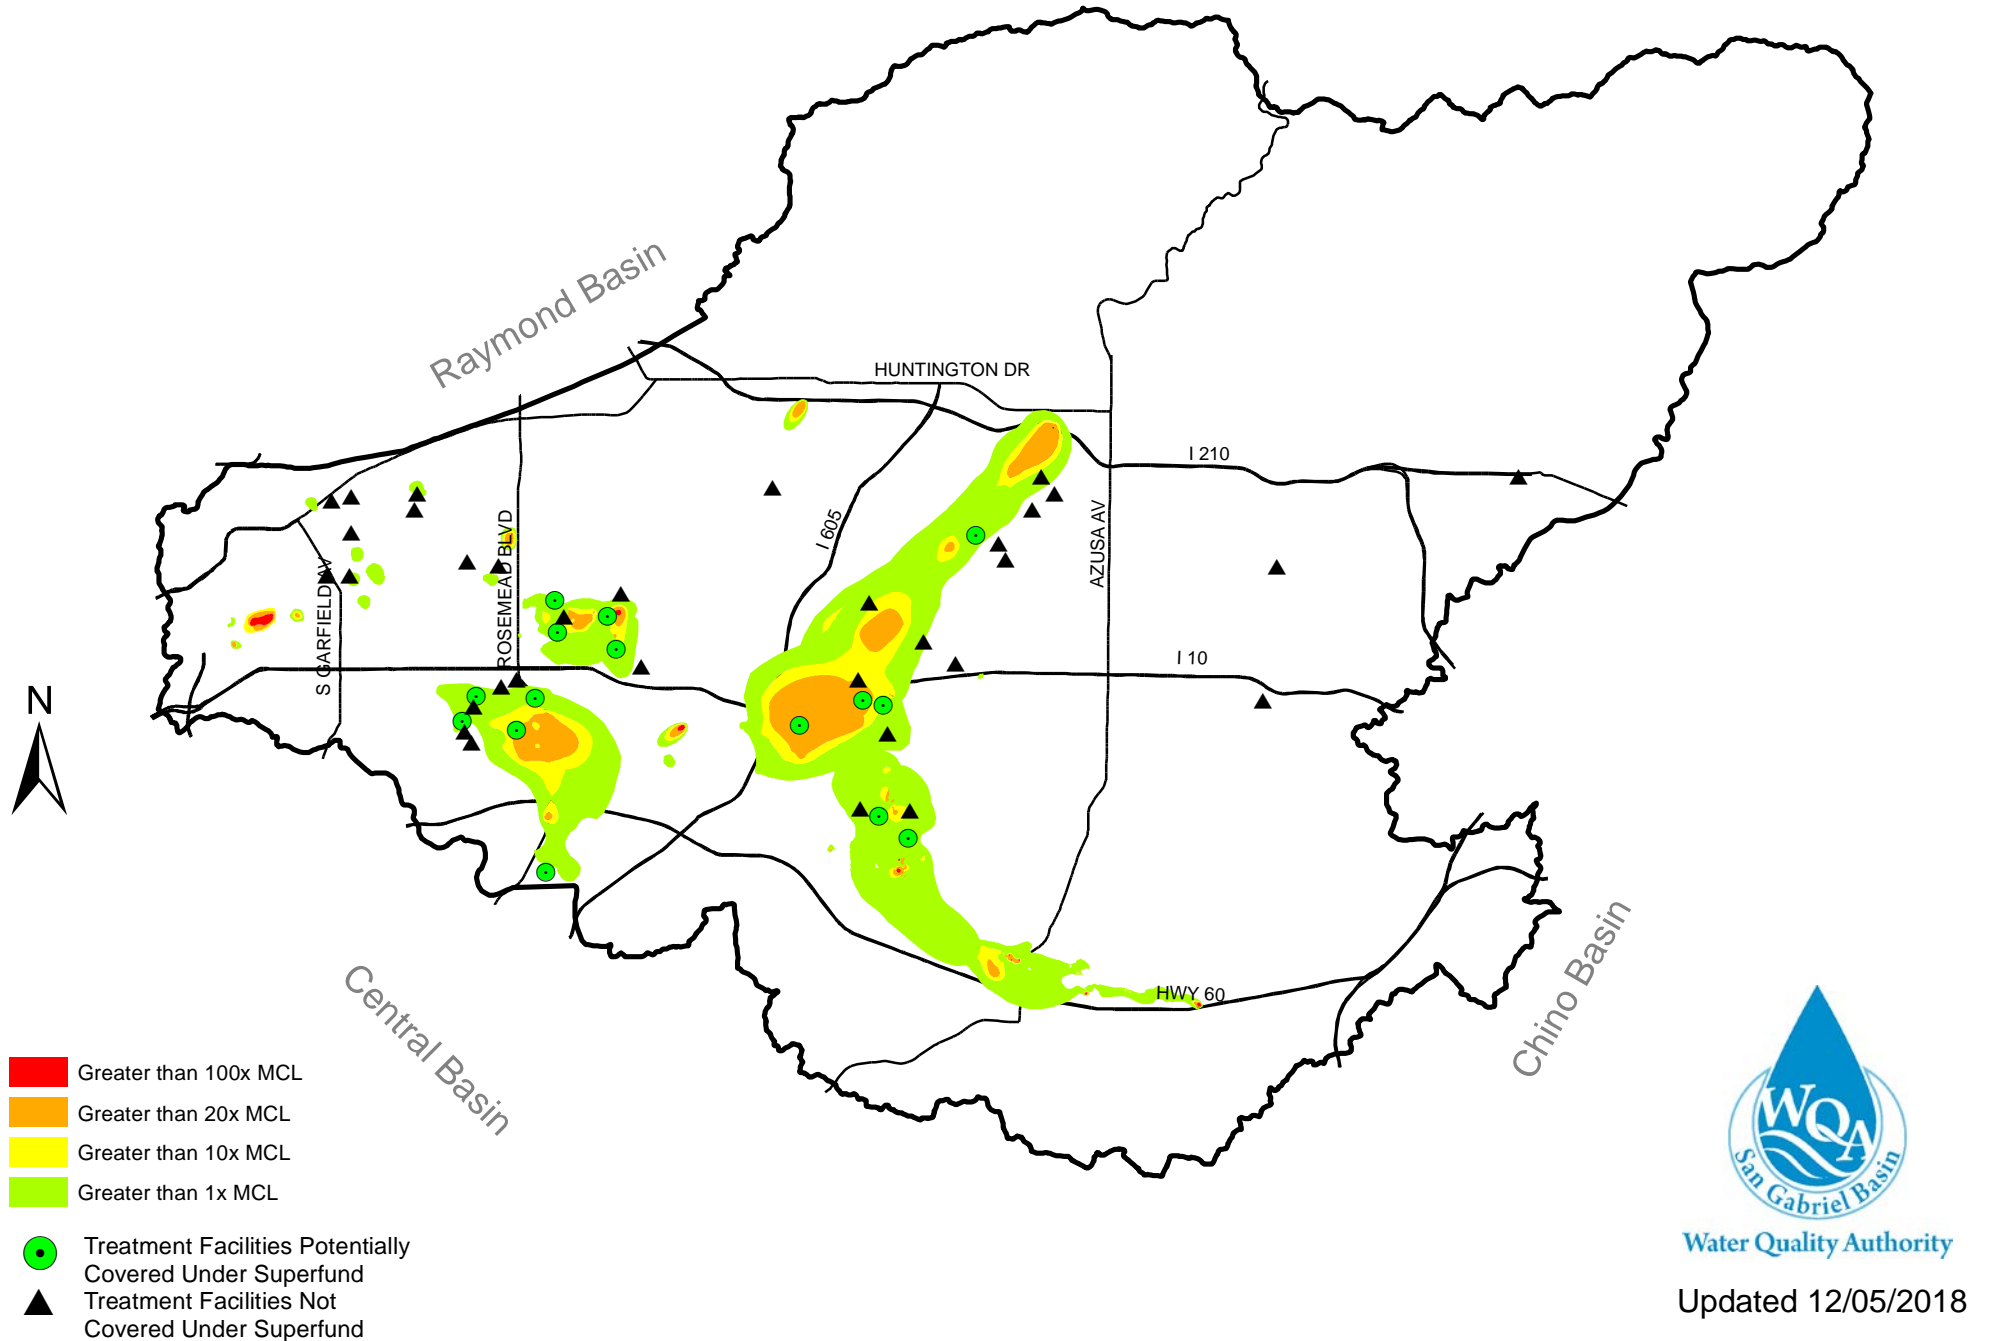 Raymond Basin
HUNTINGTON DR
I 210
I 605
AZUSA AV
ROSEMEAD BLVD
S GARFIELD AV
I 10
N
HWY 60
Central Basin
Chino Basin
Greater than 100x MCL
Greater than 20x MCL
Greater than 10x MCL
Greater than 1x MCL
Treatment Facilities Potentially
Covered Under Superfund
Treatment Facilities Not
Covered Under Superfund
WQA
San Gabriel Basin
Water Quality Authority
Updated 12/05/2018